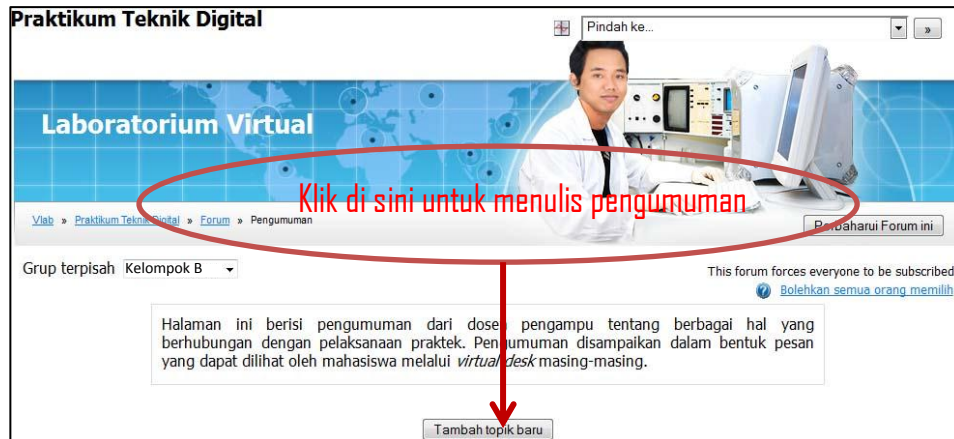 Praktikum Teknik Digital
Pindah ke...
»
Laboratorium Virtual
Klik di sini untuk menulis pengumuman
Vlab » Praktikum Teknik Digital » Forum » Pengumuman
Perbaharui Forum ini
Grup terpisah Kelompok B
This forum forces everyone to be subscribed
Bolehkan semua orang memilih
Halaman ini berisi pengumuman dari dosen pengampu tentang berbagai hal yang
berhubungan dengan pelaksanaan praktek. Pengumuman disampaikan dalam bentuk pesan
yang dapat dilihat oleh mahasiswa melalui virtual desk masing-masing.
Tambah topik baru